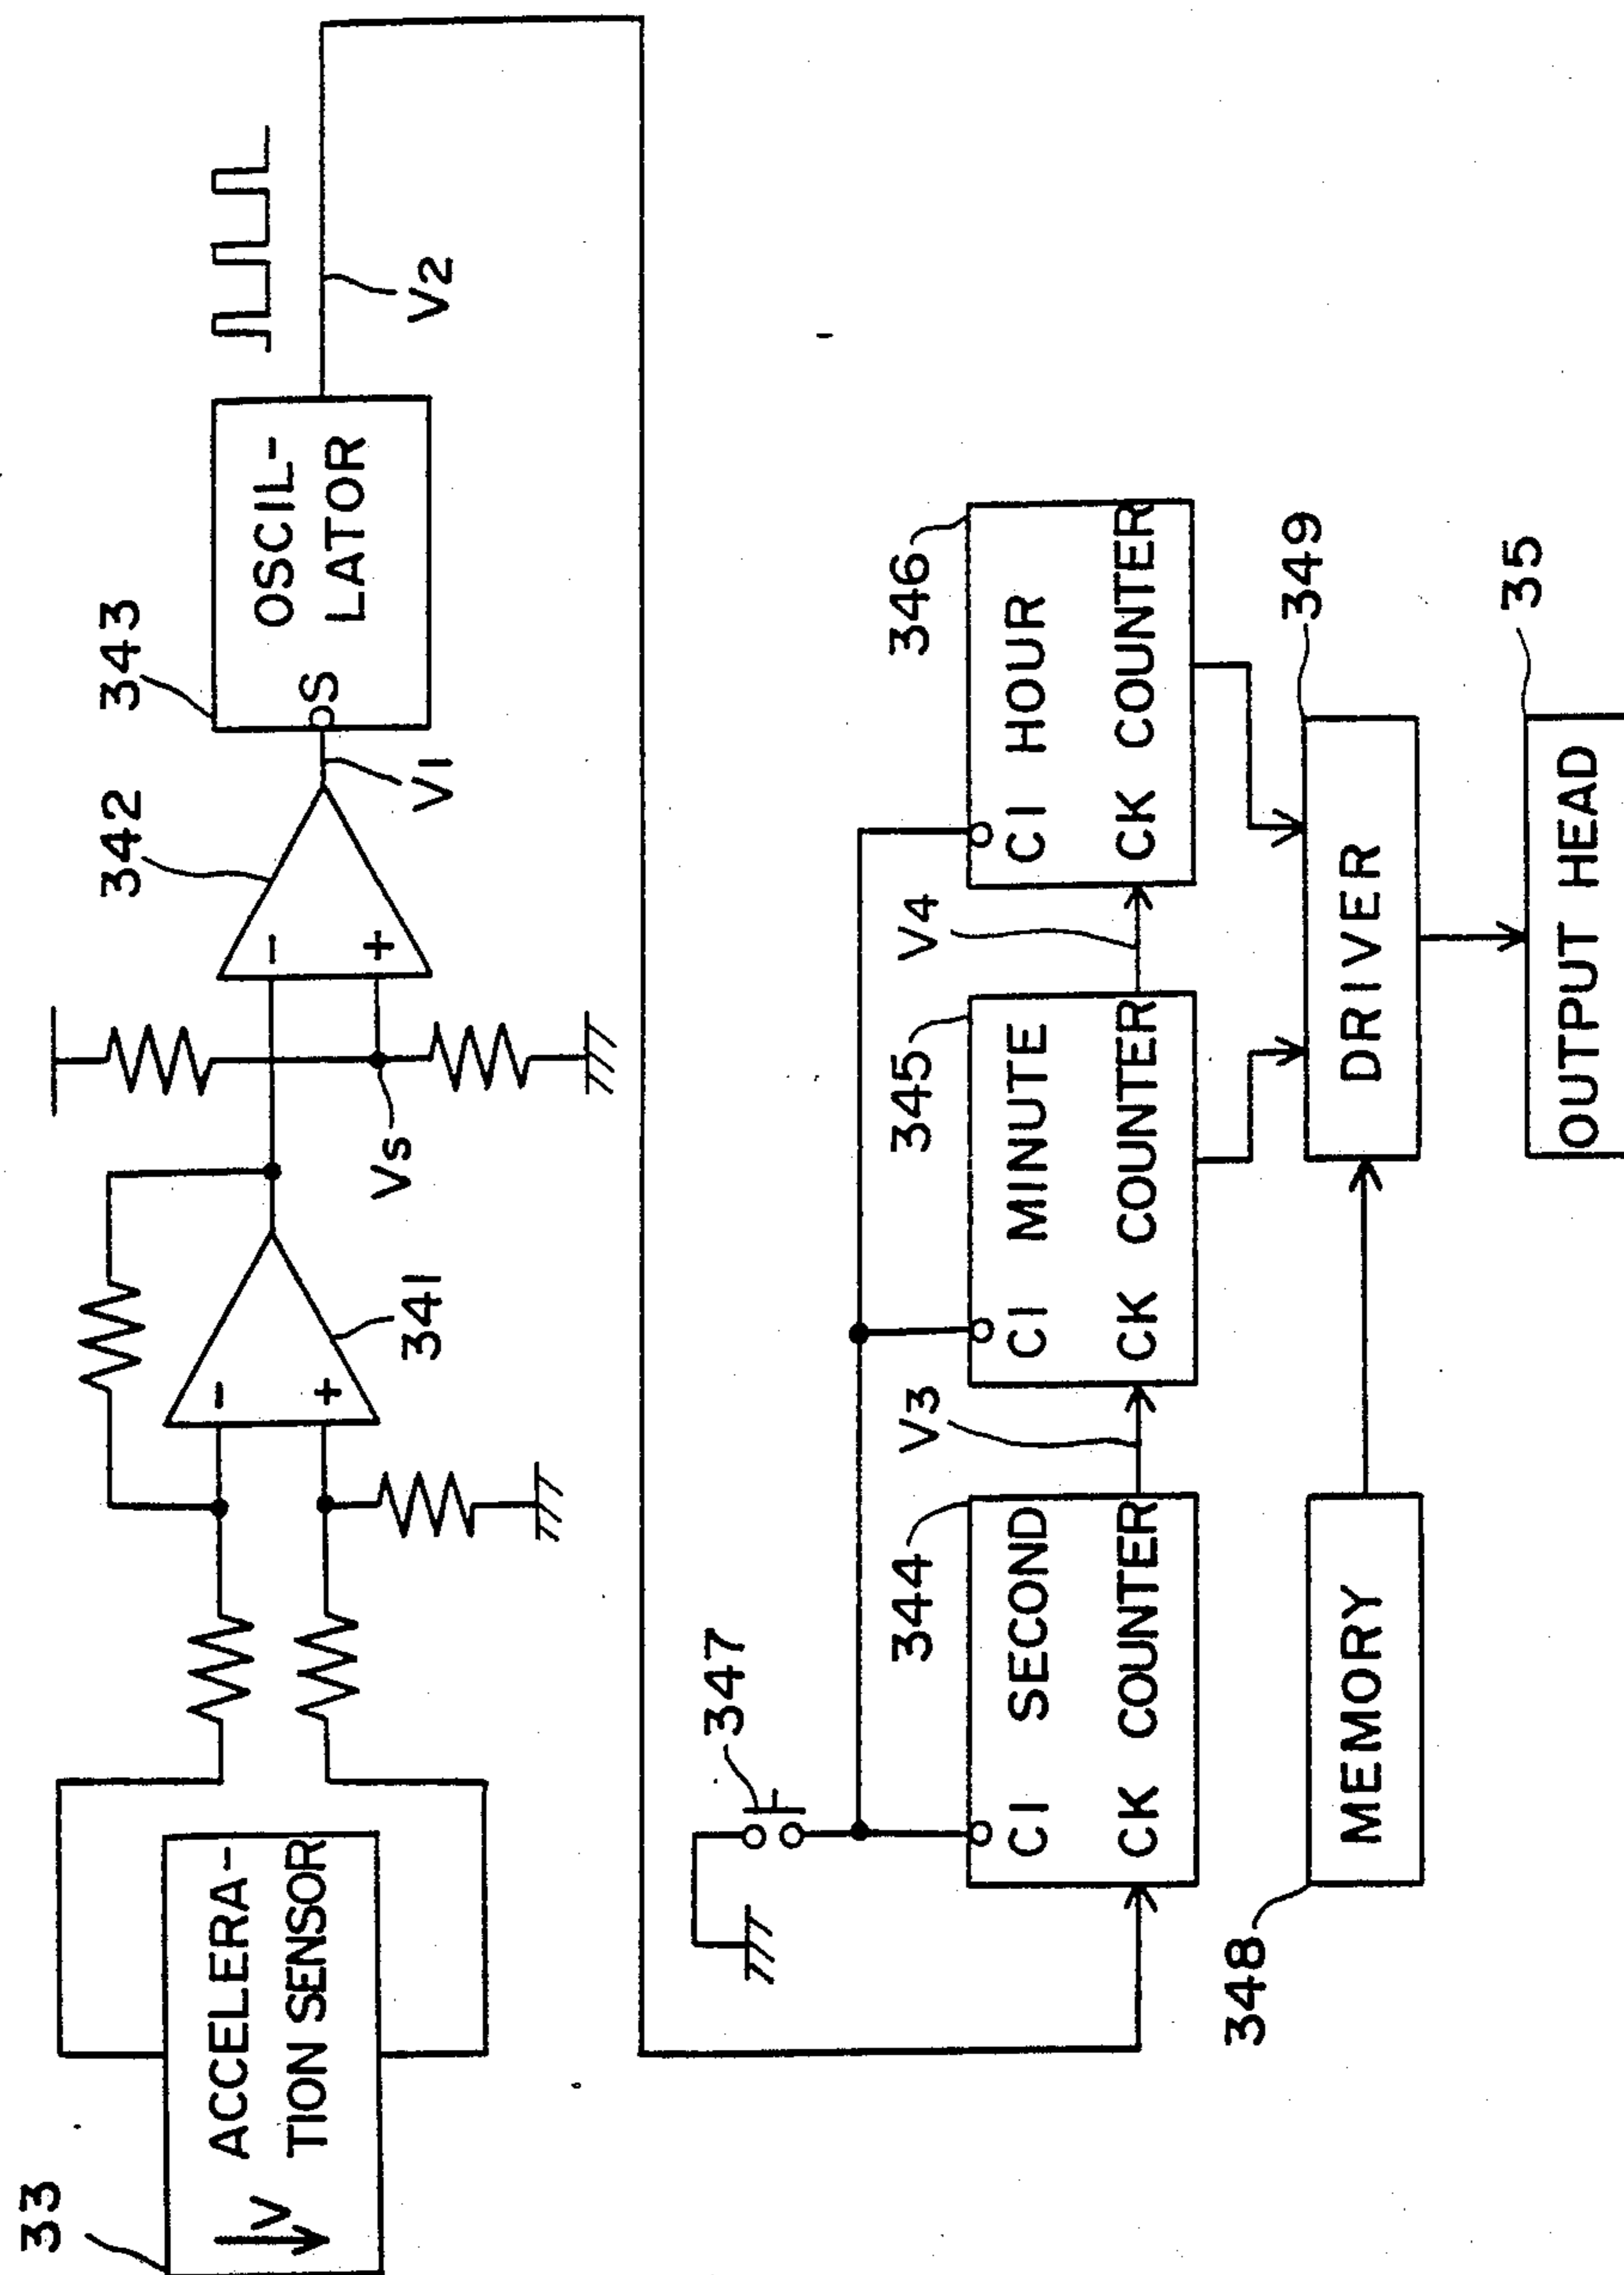 33
V
ACCELERA-
TION SENSOR
-
+
341
Vs
-
+
342
V1
343
S
OSCIL-
LATOR
V2
347
344
CI SECOND
CK COUNTER
V3
345
CI MINUTE
CK COUNTER
V4
346
CI HOUR
CK COUNTER
348
MEMORY
349
DRIVER
35
OUTPUT HEAD